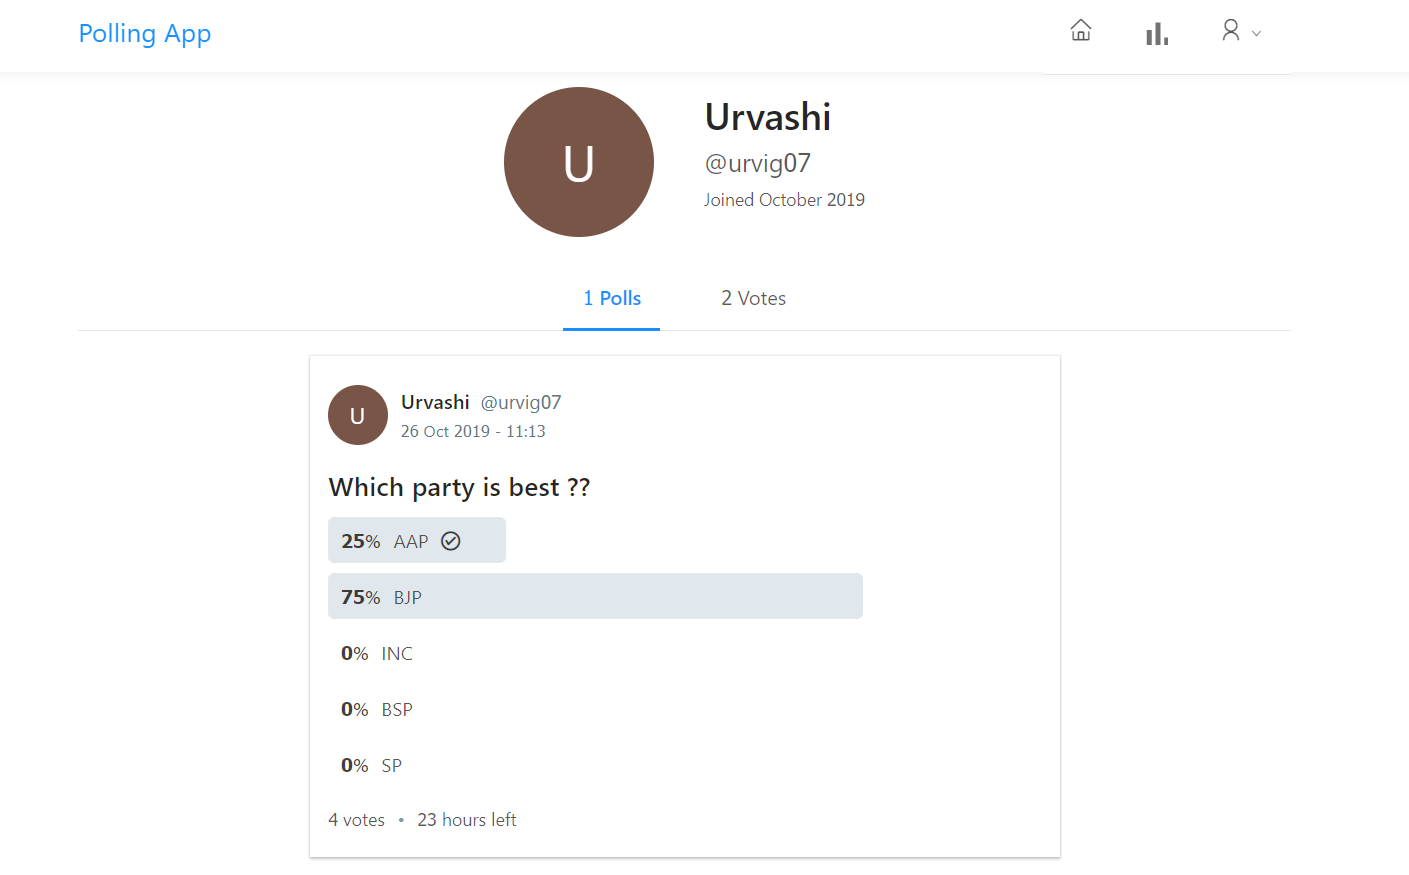 Polling App
U
Urvashi
@urvig07
Joined October 2019
1 Polls 2 Votes
U
Urvashi @urvig07
26 Oct 2019 - 11:13
Which party is best ??
25% AAP
75% BJP
0% INC
0% BSP
0% SP
4 votes • 23 hours left